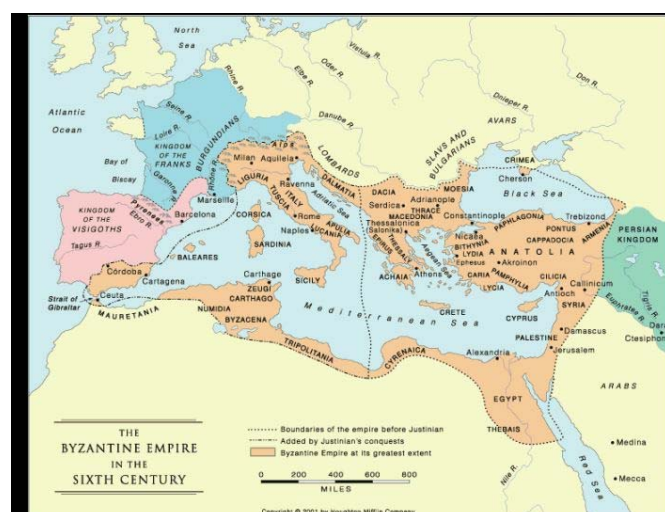 North
Sea
Atlantic
Ocean
Bay of
Biscay
Rhine R.
Elbe R.
Oder R.
Vistula R.
Dnieper R.
Don R.
Danube R.
Seine R.
Loire R.
Garonne R.
Rhône R.
KINGDOM
OF THE
FRANKS
BURGUNDIANS
Alps
LOMBARDS
SLAVS AND
BULGARIANS
AVARS
CRIMEA
Cherson
Black Sea
Milan
Aquileia
LIGURIA
Ravenna
TUSCIA
ITALY
Adriatic Sea
DALMATIA
Marseille
Pyrenees
Ebro R.
Barcelona
KINGDOM
OF THE
VISIGOTHS
Tagus R.
CORSICA
Rome
Naples
APULIA
LUCANIA
SARDINIA
BALEARES
SICILY
Córdoba
Cartagena
Strait of
Gibraltar
Ceuta
MAURETANIA
Carthage
ZEUGI
CARTHAGO
NUMIDIA
BYZACENA
TRIPOLITANIA
CYRENAICA
Mediterranean Sea
DACIA
MOESIA
Serdica
Adrianople
THRACE
MACEDONIA
Constantinople
Thessalonica
(Salonika)
EPIRUS
THESSALY
Aegean Sea
ACHAIA
Athens
CRETE
Nicaea
BITHYNIA
LYDIA
Ephesus
CARIA
LYCIA
PAMPHYLIA
PAPHLAGONIA
PONTUS
Trebizond
ARMENIA
CAPPADOCIA
ANATOLIA
Akroinon
CILICIA
Antioch
Callinicum
SYRIA
CYPRUS
PALESTINE
Damascus
Jerusalem
PERSIAN
KINGDOM
Euphrates R.
Tigris R.
Dara
Ctesiphon
Alexandria
EGYPT
THEBAIS
Nile R.
Red Sea
ARABS
Medina
Mecca
THE
BYZANTINE EMPIRE
IN THE
SIXTH CENTURY
Boundaries of the empire before Justinian
Added by Justinian's conquests
Byzantine Empire at its greatest extent
0 200 400 600 800
MILES
Copyright © 2001 by Houghton Mifflin Company